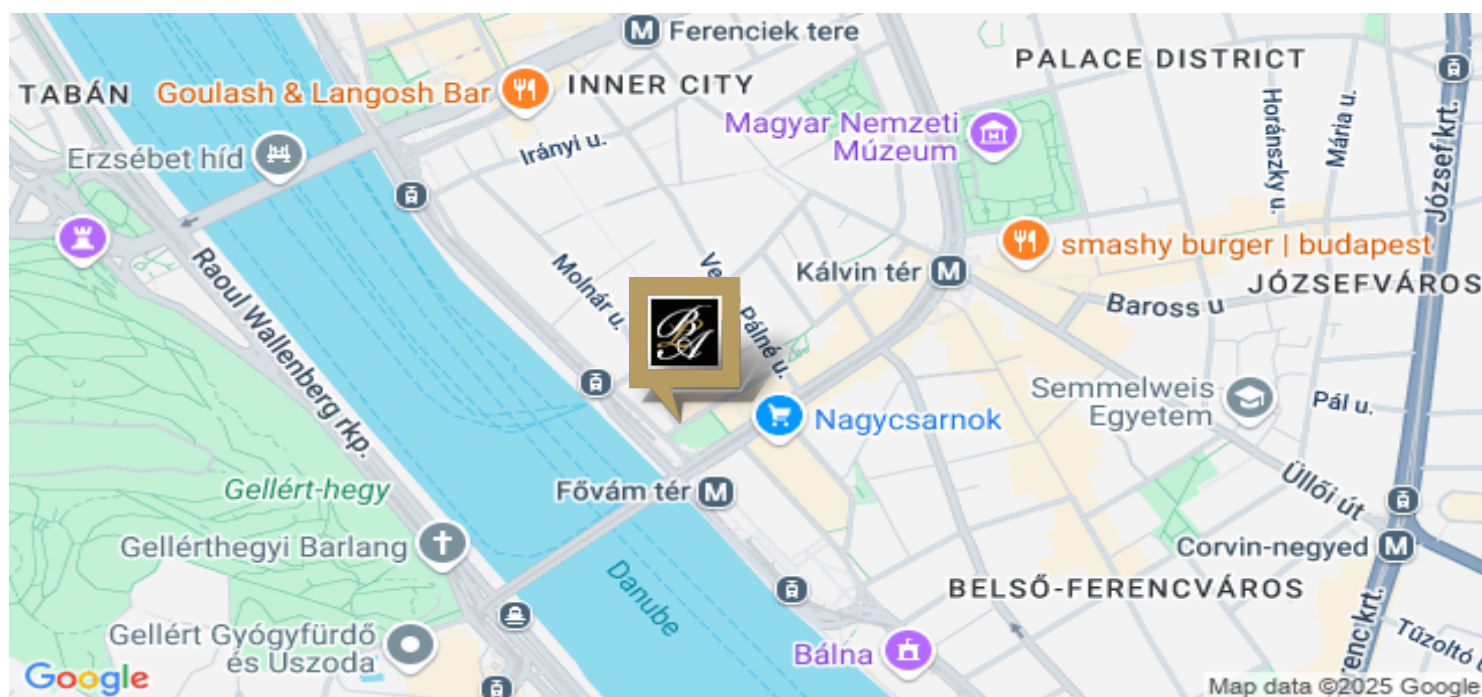 Ferenciek tere
PALACE DISTRICT
TABÁN
Goulash & Langosh Bar
INNER CITY
Horánszky u.
Mária u.
József krt.
Magyar Nemzeti
Múzeum
Erzsébet híd
Irányi u.
smashy burger | budapest
Raoul Wallenberg rkp.
Molnár u.
Pálné u.
Kálvin tér
JÓZSEFVÁROS
Baross u
Semmelweis
Egyetem
Pál u.
Nagycsarnok
Gellért-hegy
Fővám tér
Üllői út
Gellérthegyi Barlang
Corvin-negyed
Danube
BELSŐ-FERENCVÁROS
Gellért Gyógyfürdő
és Uszoda
Bálna
Tűzoltó
Google
Map data ©2025 Google